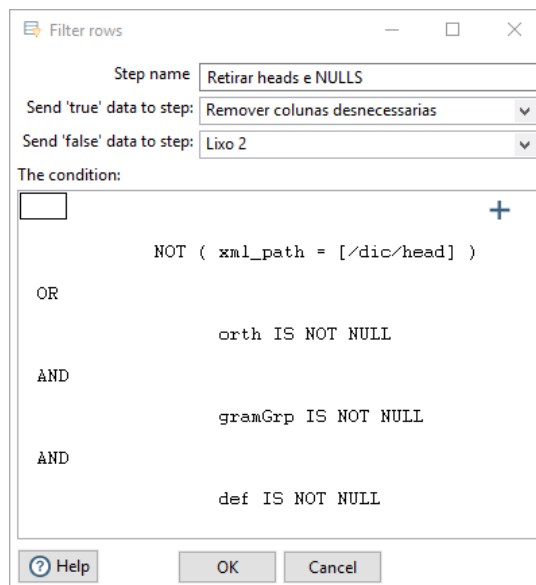 Filter rows
Step name Retirar heads e NULLS
Send 'true' data to step: Remover colunas desnecessarias
Send 'false' data to step: Lixo 2
The condition:
NOT ( xml_path = [/dic/head] )
OR
orth IS NOT NULL
AND
gramGrp IS NOT NULL
AND
def IS NOT NULL
Help OK Cancel